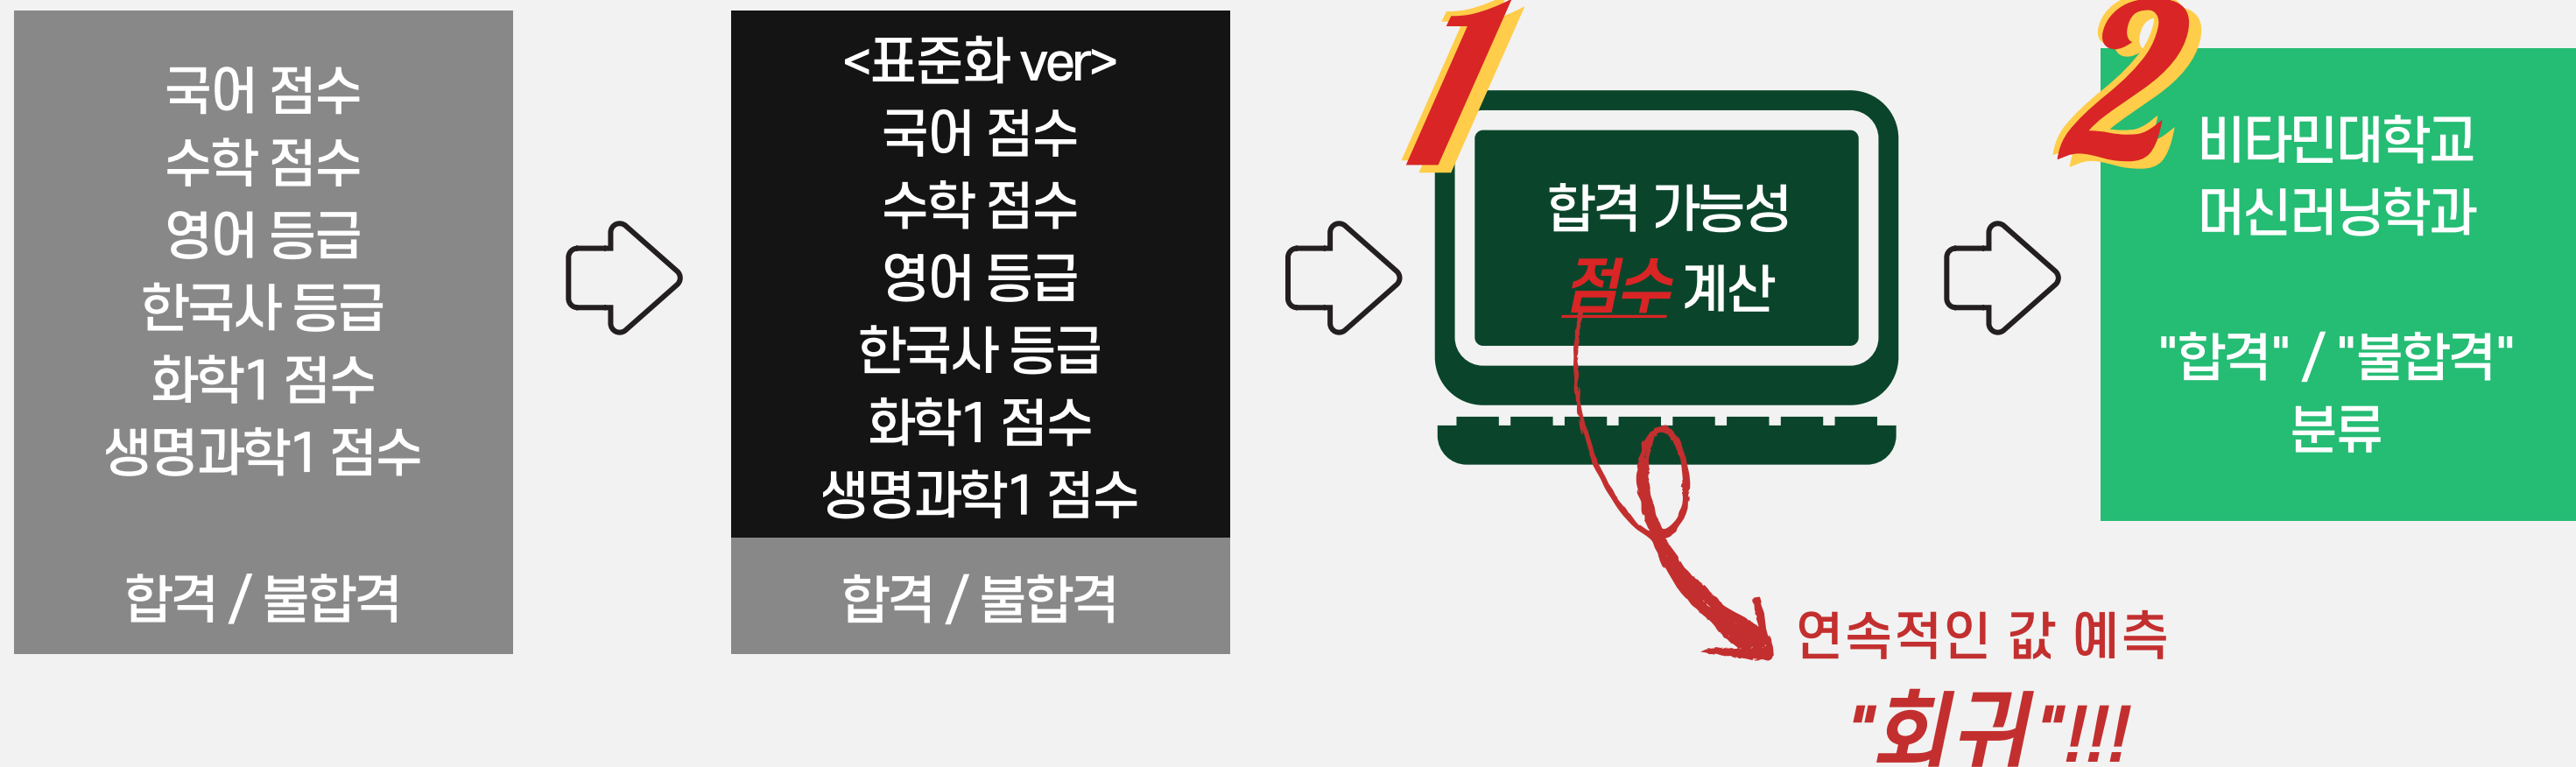 국어 점수
수학 점수
영어 등급
한국사 등급
화학1 점수
생명과학1 점수
합격 / 불합격
<표준화 ver>
국어 점수
수학 점수
영어 등급
한국사 등급
화학1 점수
생명과학1 점수
합격 / 불합격
1
합격 가능성
점수 계산
연속적인 값 예측
"회귀"!!!
2
비타민대학교
머신러닝학과
"합격" / "불합격"
분류